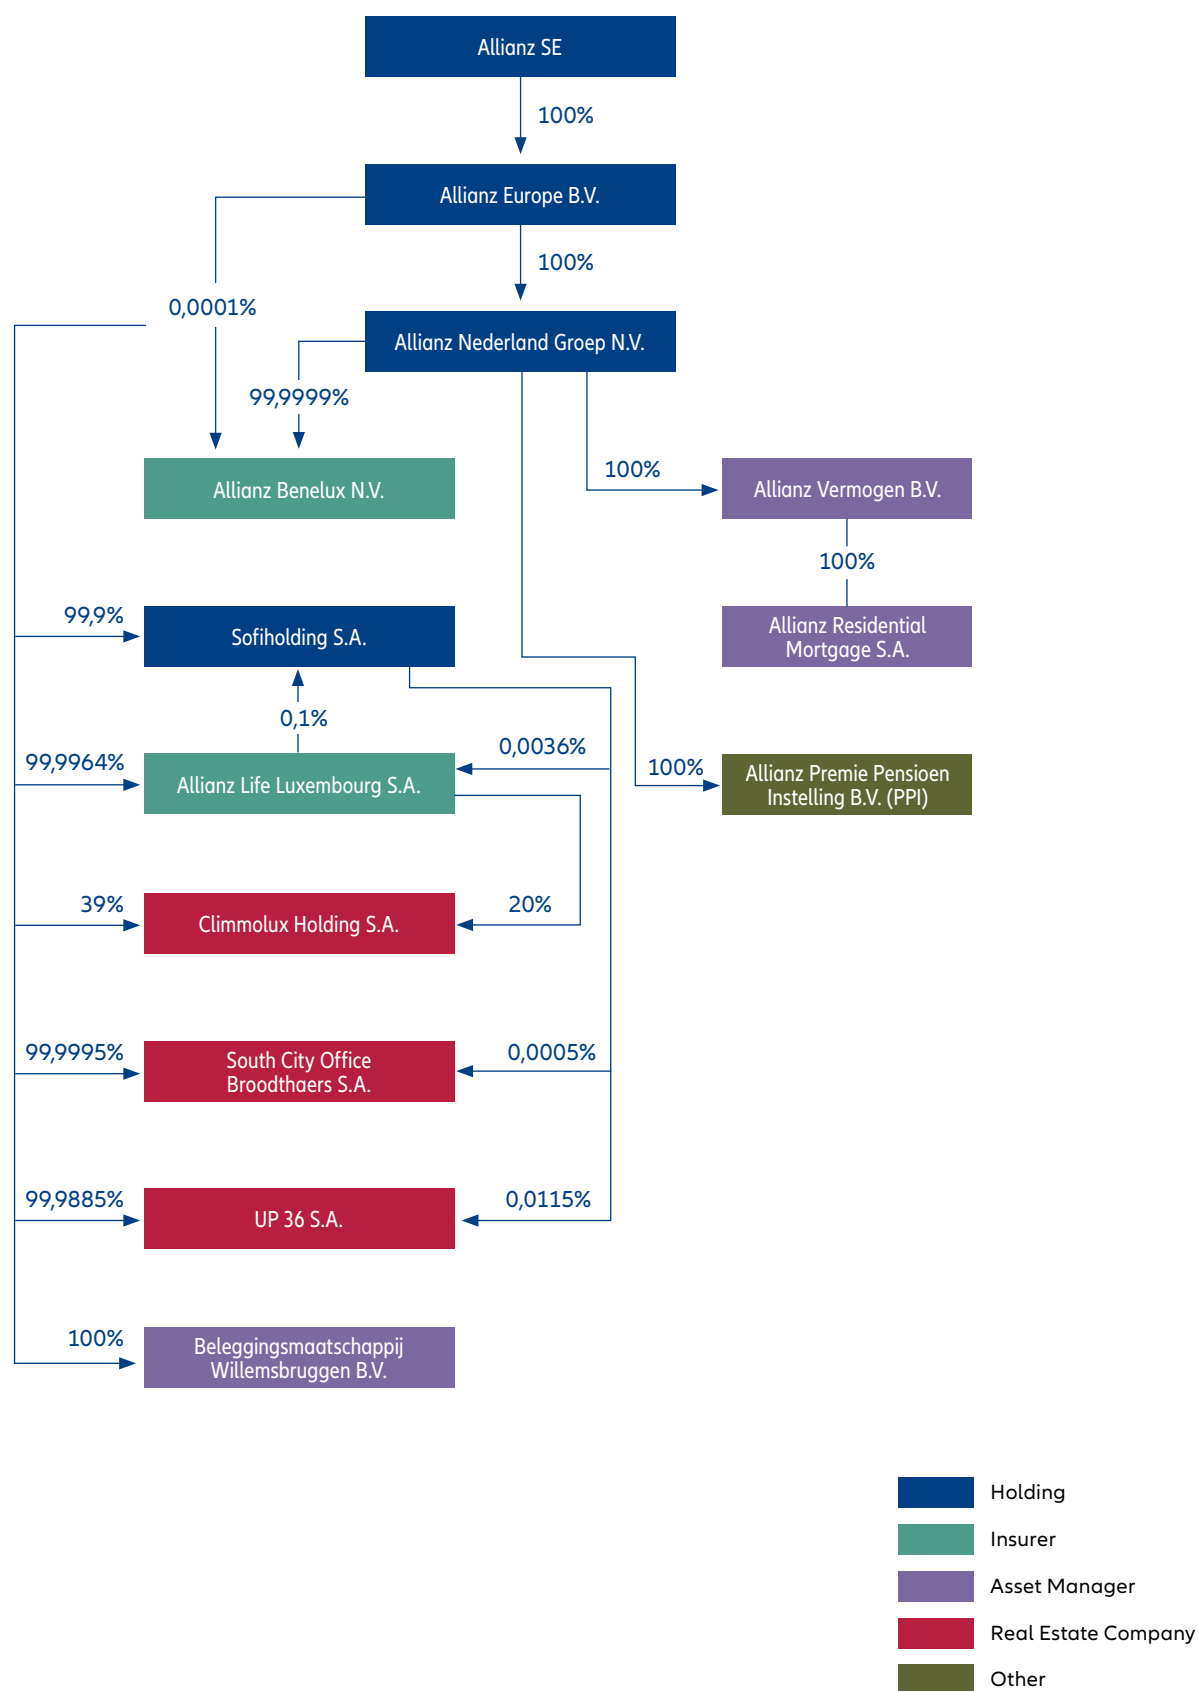 Allianz SE
100%
Allianz Europe B.V.
100%
0,0001%
Allianz Nederland Groep N.V.
99,9999%
100%
Allianz Benelux N.V.
Allianz Vermogen B.V.
100%
99,9%
Sofiholding S.A.
Allianz Residential
Mortgage S.A.
0,1%
99,9964%
0,0036%
Allianz Life Luxembourg S.A.
100%
Allianz Premie Pensioen
Instelling B.V. (PPI)
39%
Climmolux Holding S.A.
20%
99,9995%
South City Office
Broodthaers S.A.
0,0005%
99,9885%
UP 36 S.A.
0,0115%
100%
Beleggingsmaatschappij
Willemsbruggen B.V.
Holding
Insurer
Asset Manager
Real Estate Company
Other